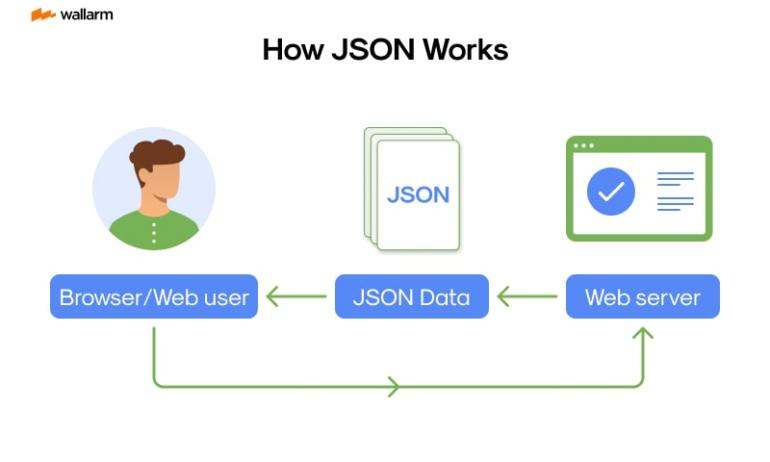 wallarm
How JSON Works
JSON
Browser/Web user
JSON Data
Web server